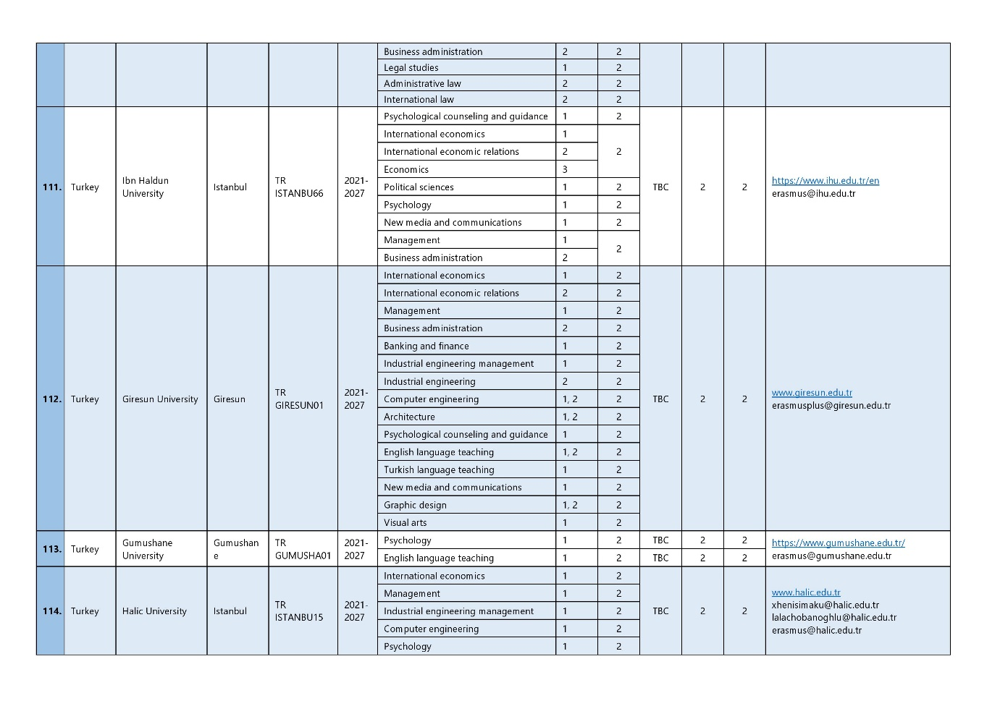 Business administration 2 2
Legal studies 1 2
Administrative law 2 2
International law 2 2
111. Turkey Ibn Haldun University Istanbul TR ISTANBU66 2021-2027
Psychological counseling and guidance 1 2
International economics 1
International economic relations 2 2
Economics 3
Political sciences 1 2 TBC 2 2
Psychology 1 2
New media and communications 1 2
Management 1
Business administration 2 2
https://www.ihu.edu.tr/en
erasmus@ihu.edu.tr
112. Turkey Giresun University Giresun TR GIRESUN01 2021-2027
International economics 1 2
International economic relations 2 2
Management 1 2
Business administration 2 2
Banking and finance 1 2
Industrial engineering management 1 2
Industrial engineering 2 2
Computer engineering 1, 2 2 TBC 2 2
Architecture 1, 2 2
Psychological counseling and guidance 1 2
English language teaching 1, 2 2
Turkish language teaching 1 2
New media and communications 1 2
Graphic design 1, 2 2
Visual arts 1 2
www.giresun.edu.tr
erasmusplus@giresun.edu.tr
113. Turkey Gumushane University Gumushane TR GUMUSHA01 2021-2027
Psychology 1 2 TBC 2 2
English language teaching 1 2 TBC 2 2
https://www.gumushane.edu.tr/
erasmus@gumushane.edu.tr
114. Turkey Halic University Istanbul TR ISTANBU15 2021-2027
International economics 1 2
Management 1 2
Industrial engineering management 1 2 TBC 2 2
Computer engineering 1 2
Psychology 1 2
www.halic.edu.tr
xhenisimaku@halic.edu.tr
lalachobanoghlu@halic.edu.tr
erasmus@halic.edu.tr